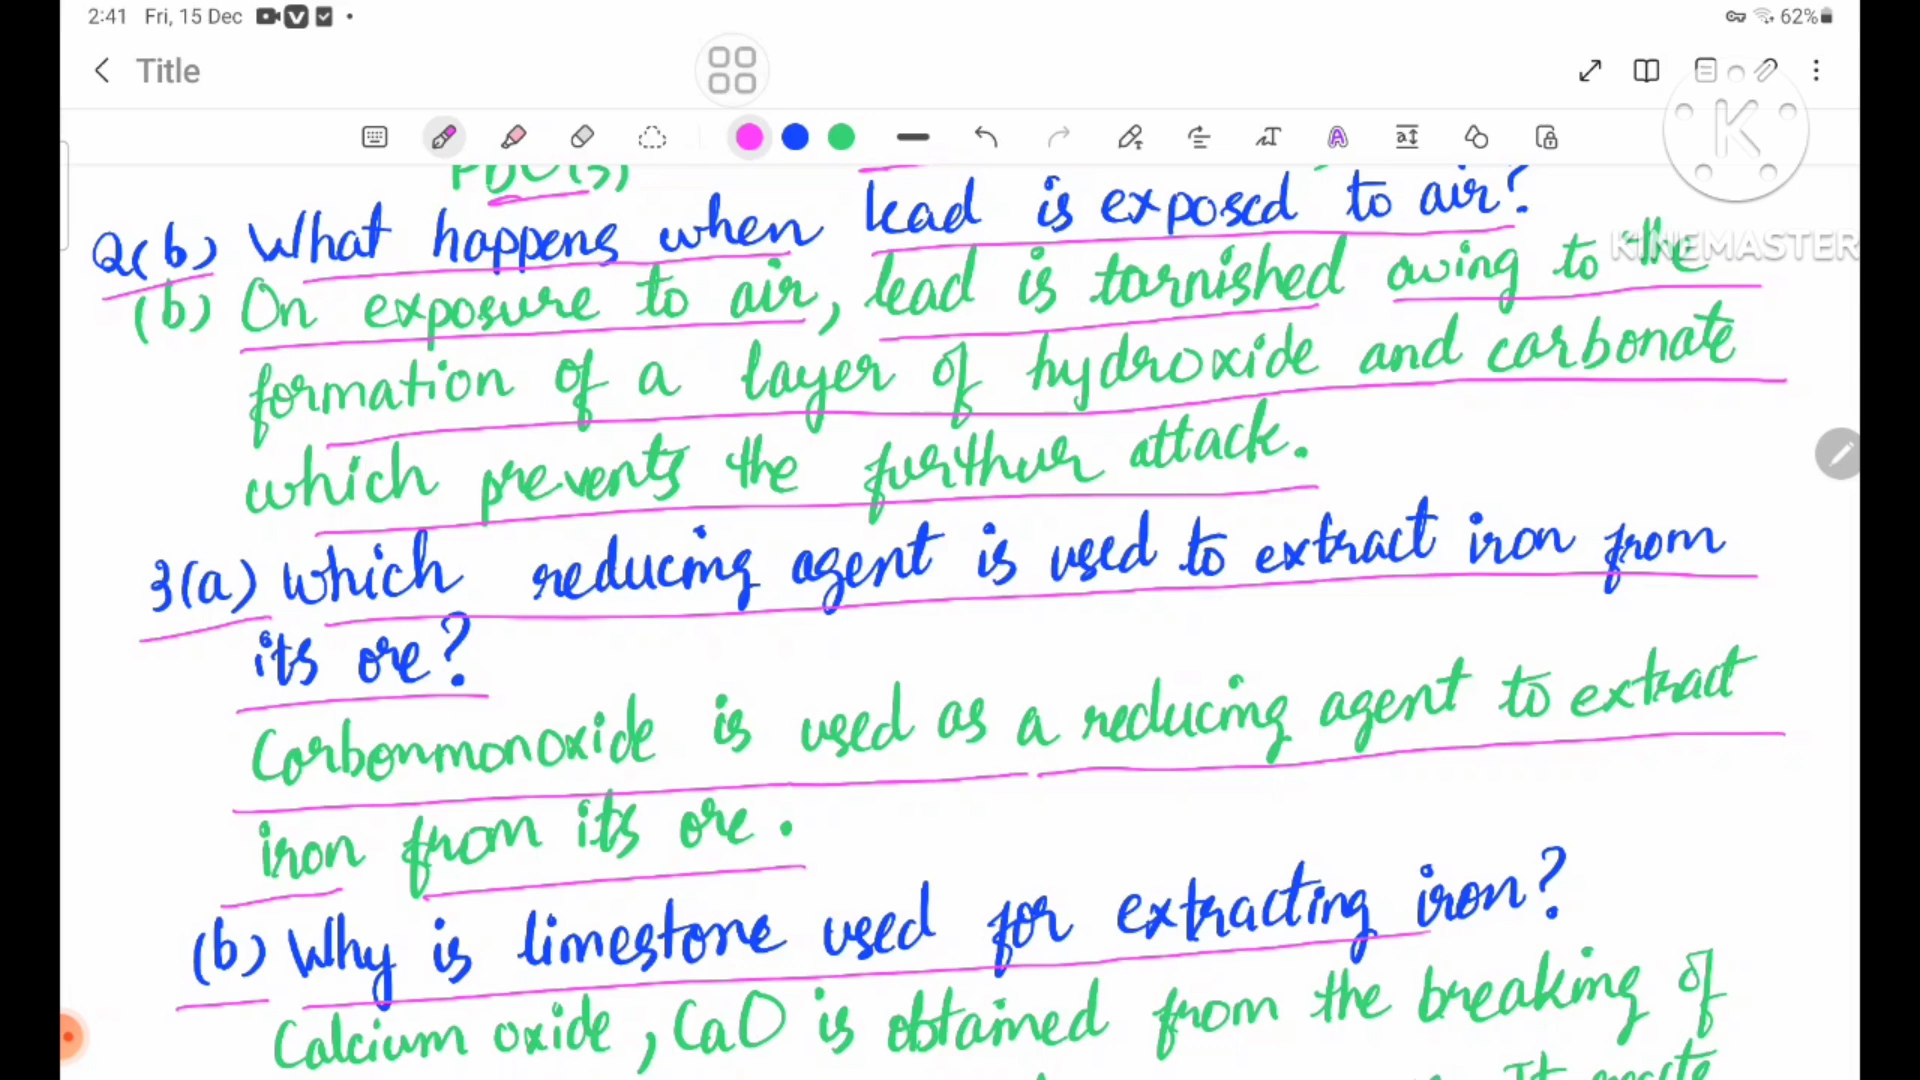 2:41 Fri, 15 Dec 62%
Title
K
KINEMASTER
PbO(s)
Q(b) What happens when lead is exposed to air?
(b) On exposure to air, lead is tarnished owing to the
formation of a layer of hydroxide and carbonate
which prevents the further attack.
3(a) which reducing agent is used to extract iron from
its ore?
Carbonmonoxide is used as a reducing agent to extract
iron from its ore.
(b) Why is limestone used for extracting iron?
Calcium oxide, CaO is obtained from the breaking of
It reacts